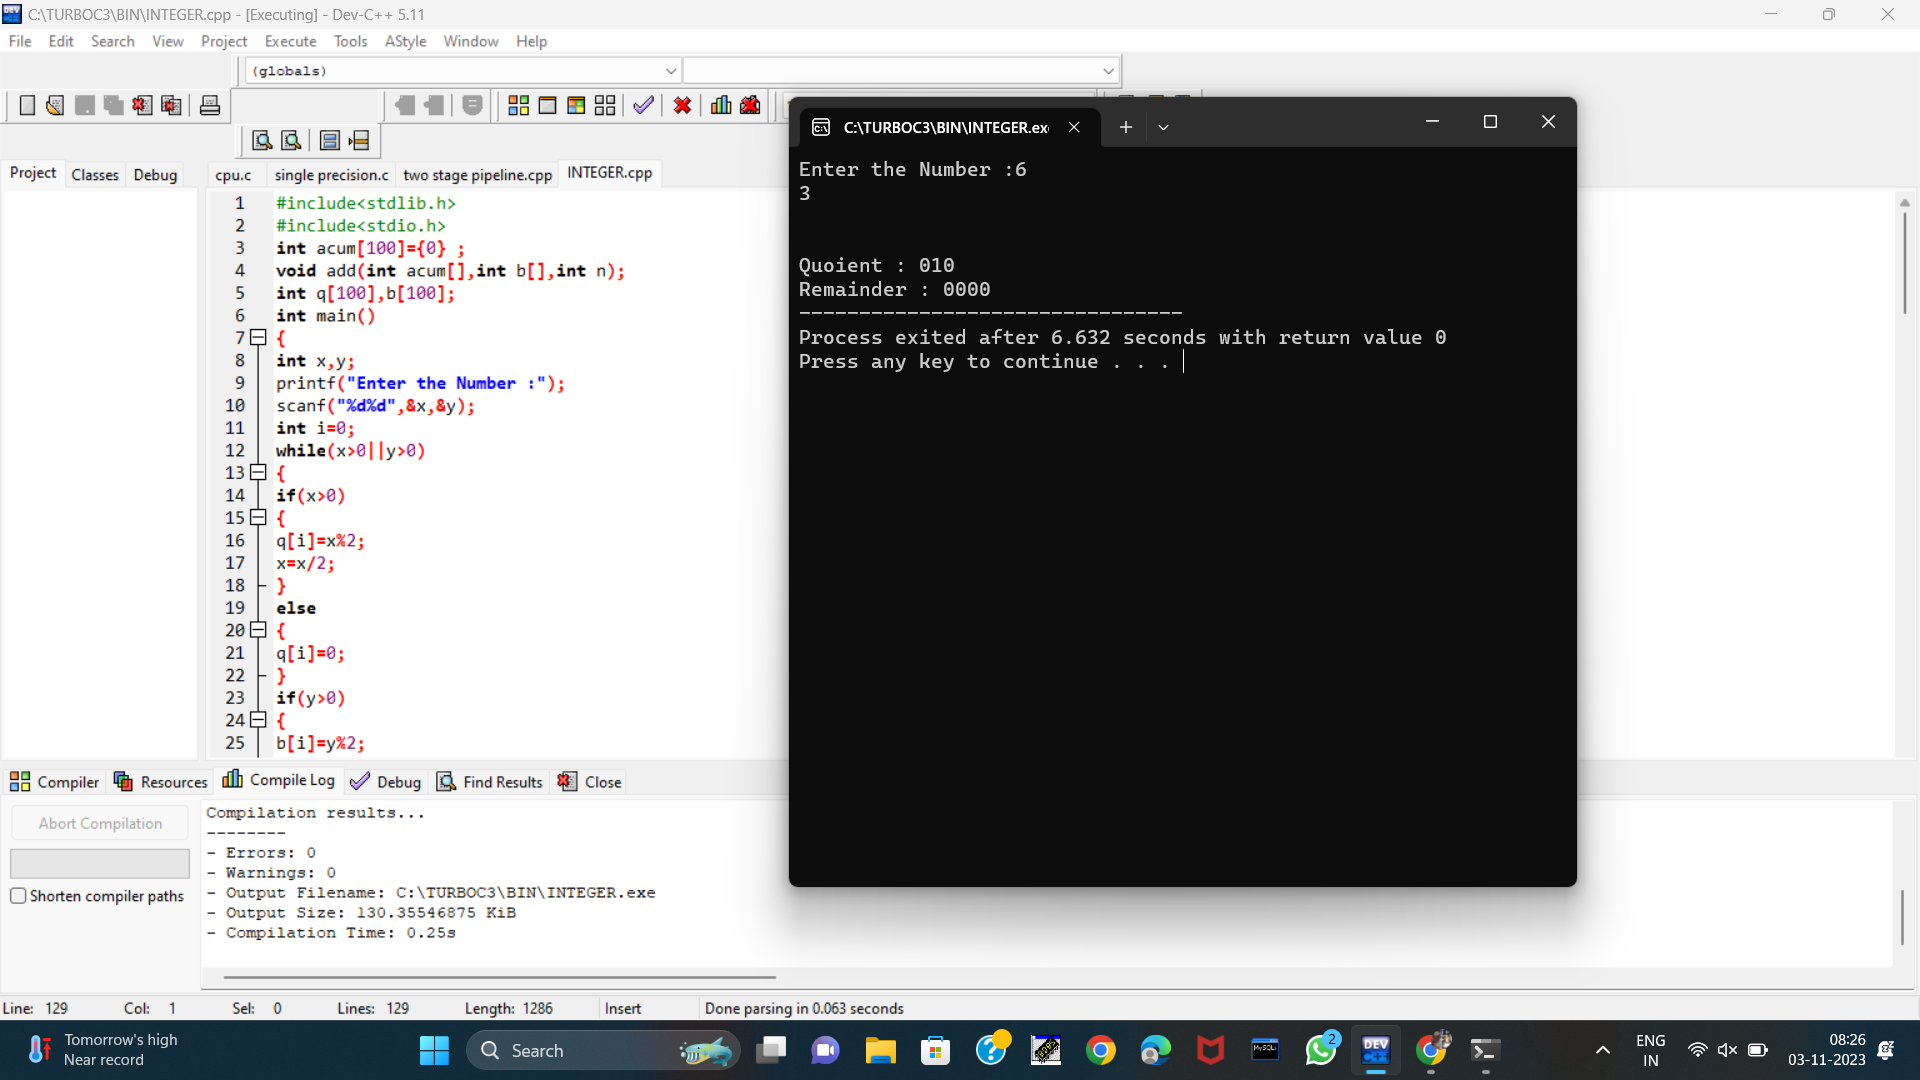 C:\TURBOC3\BIN\INTEGER.cpp - [Executing] - Dev-C++ 5.11
File Edit Search View Project Execute Tools AStyle Window Help
(globals)
Project Classes Debug cpu.c single precision.c two stage pipeline.cpp INTEGER.cpp
1 #include<stdlib.h>
2 #include<stdio.h>
3 int acum[100]={0} ;
4 void add(int acum[],int b[],int n);
5 int q[100],b[100];
6 int main()
7 {
8 int x,y;
9 printf("Enter the Number :");
10 scanf("%d%d",&x,&y);
11 int i=0;
12 while(x>0||y>0)
13 {
14 if(x>0)
15 {
16 q[i]=x%2;
17 x=x/2;
18 }
19 else
20 {
21 q[i]=0;
22 }
23 if(y>0)
24 {
25 b[i]=y%2;
C:\TURBOC3\BIN\INTEGER.ex
Enter the Number :6
3
Quoient : 010
Remainder : 0000
--------------------------------
Process exited after 6.632 seconds with return value 0
Press any key to continue . . .
Compiler Resources Compile Log Debug Find Results Close
Abort Compilation
Shorten compiler paths
Compilation results...
--------
- Errors: 0
- Warnings: 0
- Output Filename: C:\TURBOC3\BIN\INTEGER.exe
- Output Size: 130.35546875 KiB
- Compilation Time: 0.25s
Line: 129 Col: 1 Sel: 0 Lines: 129 Length: 1286 Insert Done parsing in 0.063 seconds
Tomorrow's high
Near record
Search
MySQL
2
DEV
C++
ENG
IN
08:26
03-11-2023